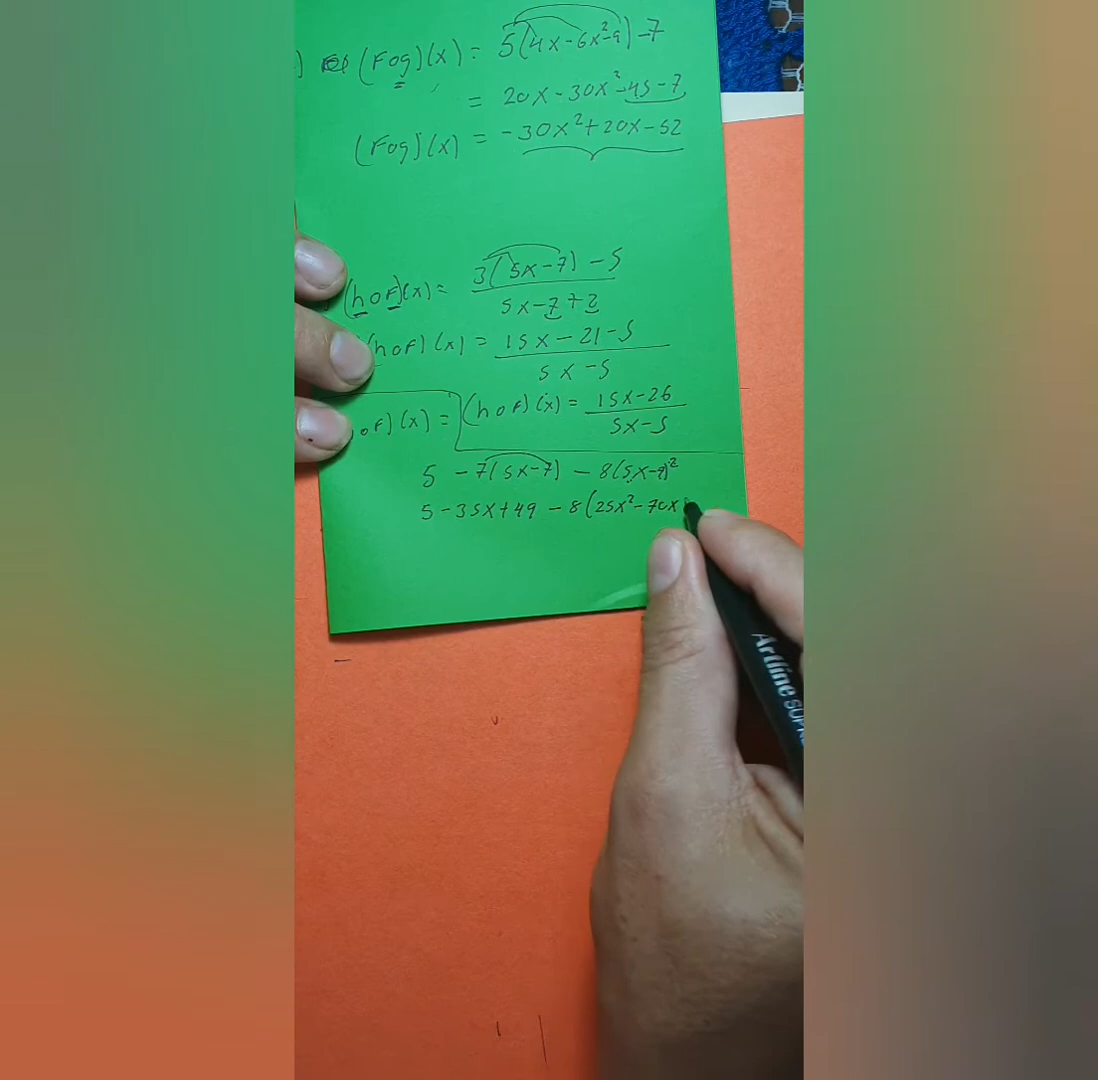 ) (Fog)(x) = 5(4x-6x²-9)-7
= 20x-30x²-45-7
(Fog)(x) = -30x²+20x-52
(hoF)(x) = 3(5x-7)-5
5x-7+2
(hoF)(x) = 15x-21-5
5x-5
oF)(x) = (hoF)(x) = 15x-26
5x-5
5 -7(5x-7) -8(5x-7)²
5-35x+49 -8(25x²-70x
Artline SUP